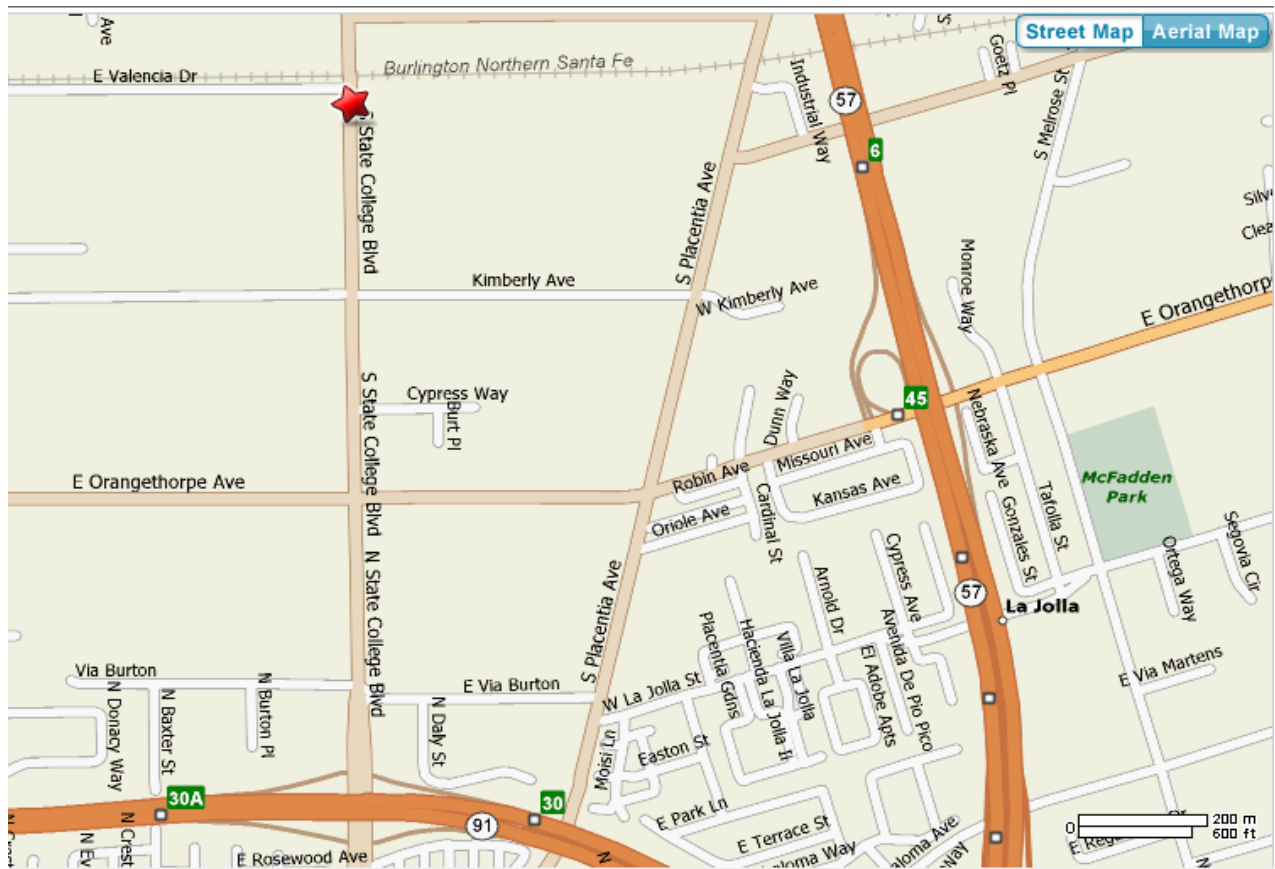 Ave
Street Map
Aerial Map
Goetz Pl
E Valencia Dr
Burlington Northern Santa Fe
Industrial Way
57
6
S Melrose St
S State College Blvd
S Placentia Ave
Kimberly Ave
W Kimberly Ave
Monroe Way
E Orangethorp
S State College Blvd
Cypress Way
Burt Pl
45
Dunn Way
Nebraska Ave
E Orangethorpe Ave
Robin Ave
Missouri Ave
Kansas Ave
Oriole Ave
Cardinal St
Gonzales St
Tafolla St
McFadden
Park
Segovia Cir
Ortega Way
N State College Blvd
S Placentia Ave
Arnold Dr
Cypress Ave
57
La Jolla
Placentia Gdns
Hacienda La Jolla II
Villa La Jolla
Avenida De Pio Pico
El Adobe Apts
Via Burton
E Via Burton
W La Jolla St
E Via Martens
N Donacy Way
N Baxter St
N Burton Pl
N Daly St
Moisi Ln
Easton St
30A
30
91
E Park Ln
E Terrace St
N Crest
E Rosewood Ave
N
Way
N
0
200 m
600 ft